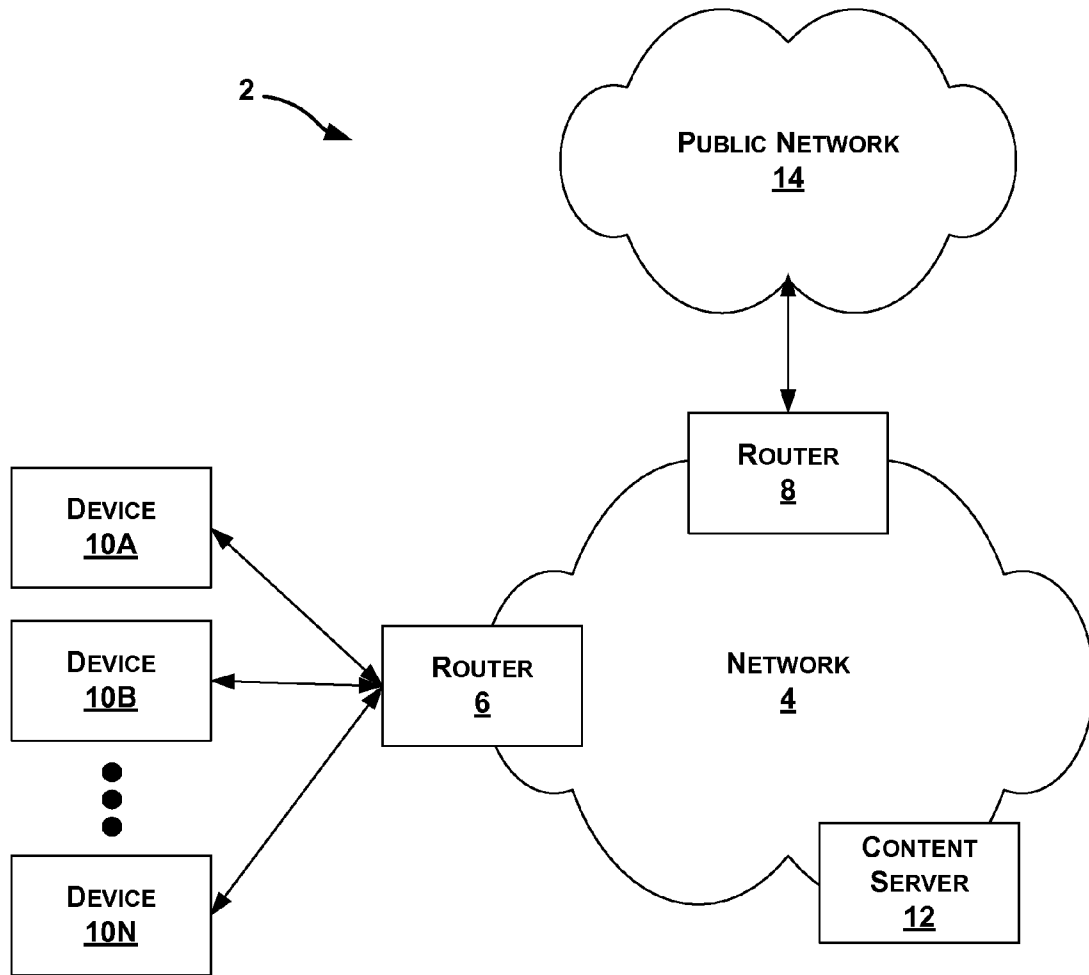 2
PUBLIC NETWORK
14
ROUTER
8
DEVICE
10A
DEVICE
10B
ROUTER
6
NETWORK
4
DEVICE
10N
CONTENT
SERVER
12